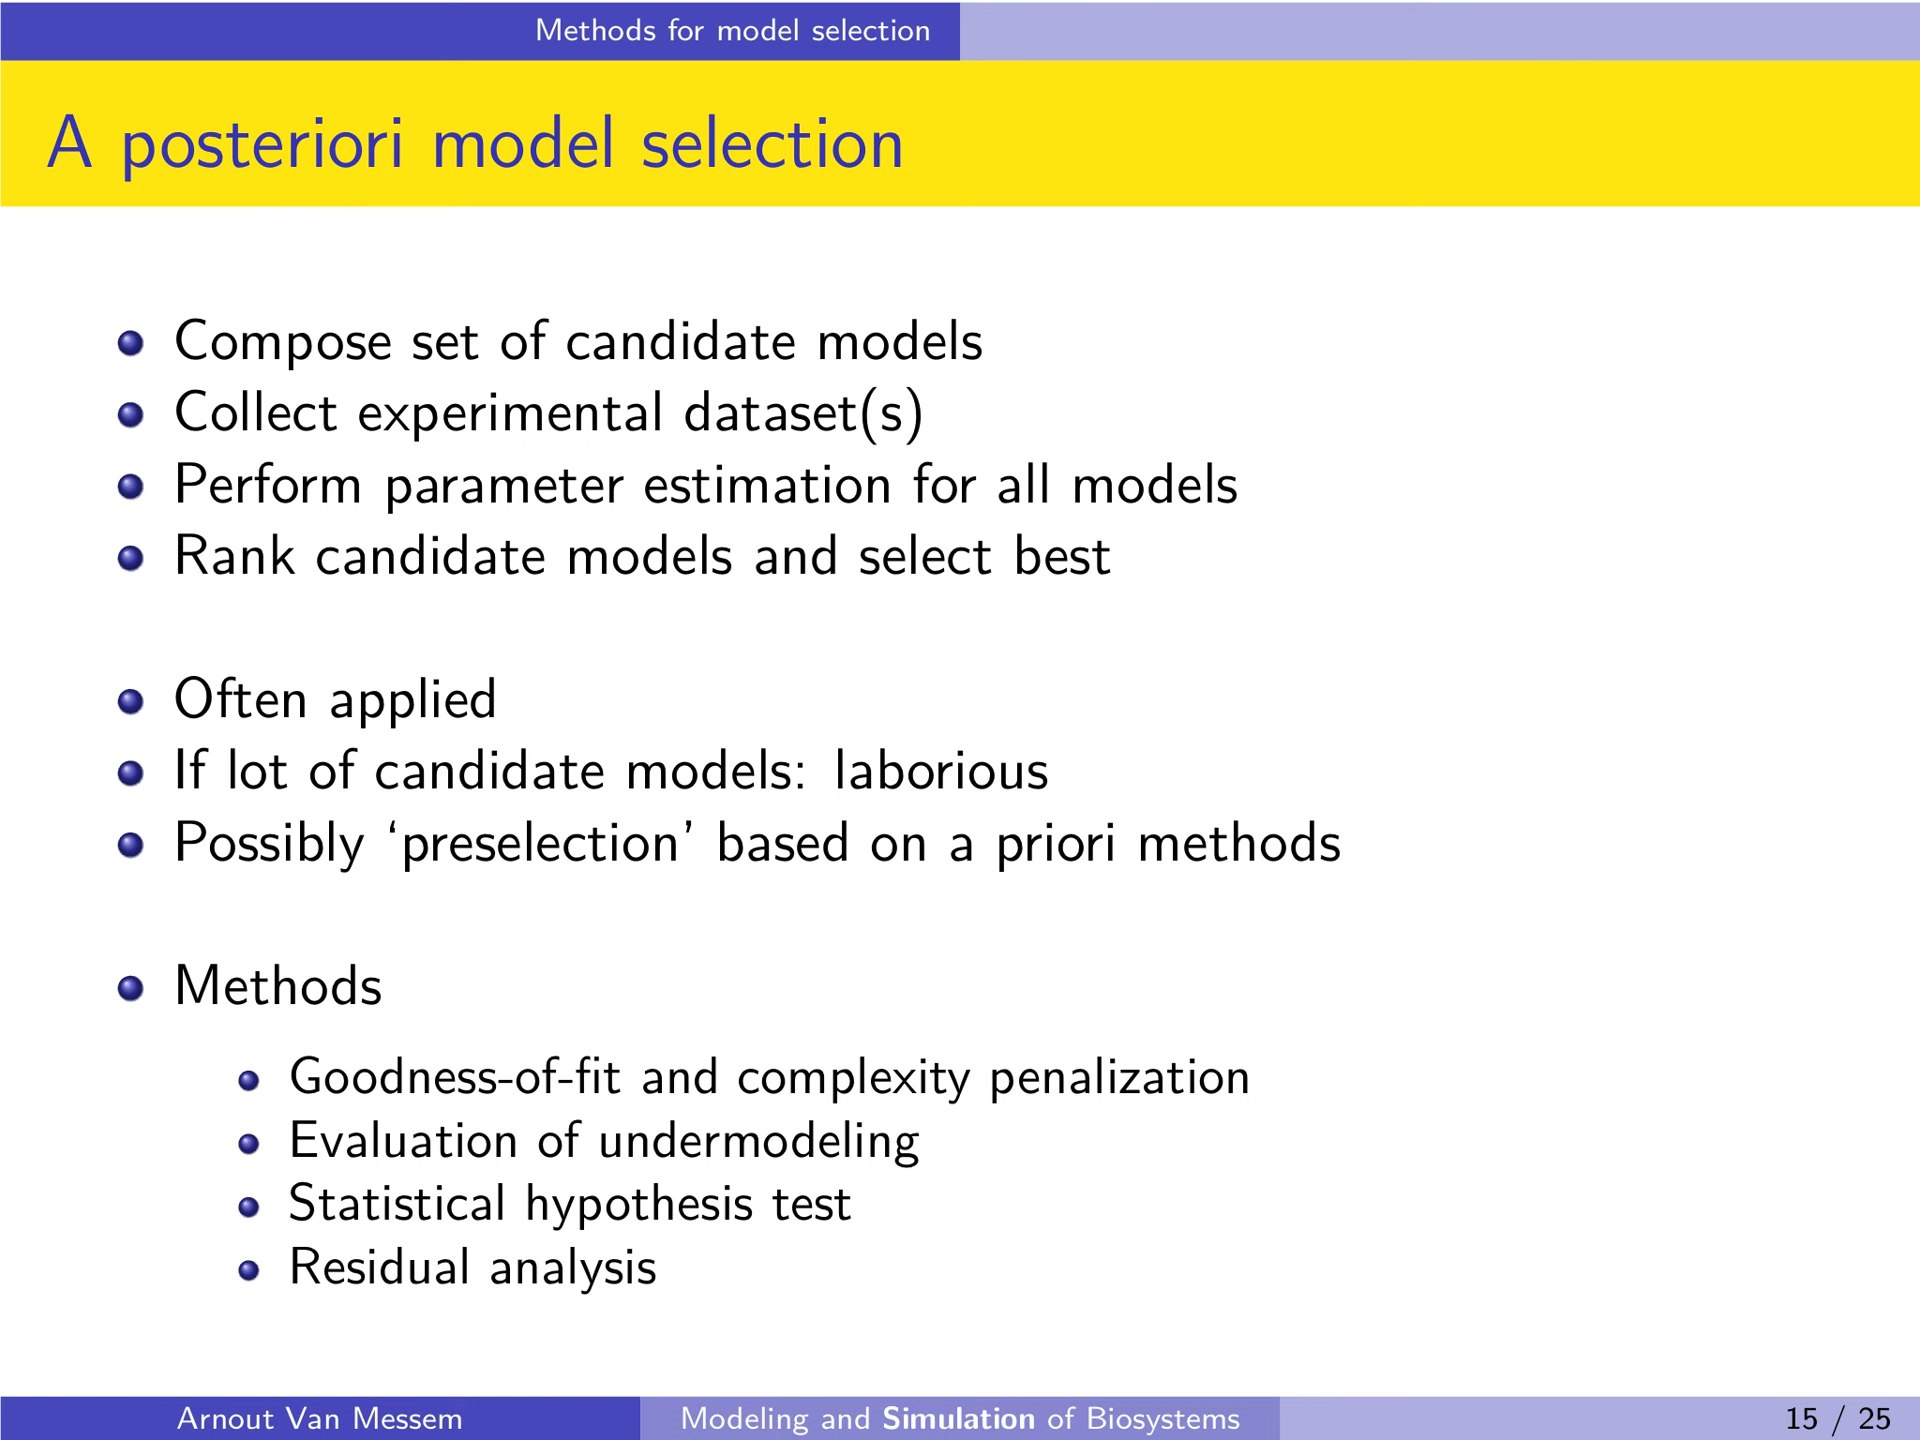 Methods for model selection
A posteriori model selection
Compose set of candidate models
Collect experimental dataset(s)
Perform parameter estimation for all models
Rank candidate models and select best
Often applied
If lot of candidate models: laborious
Possibly ‘preselection’ based on a priori methods
Methods
Goodness-of-fit and complexity penalization
Evaluation of undermodeling
Statistical hypothesis test
Residual analysis
Arnout Van Messem
Modeling and Simulation of Biosystems
15 / 25